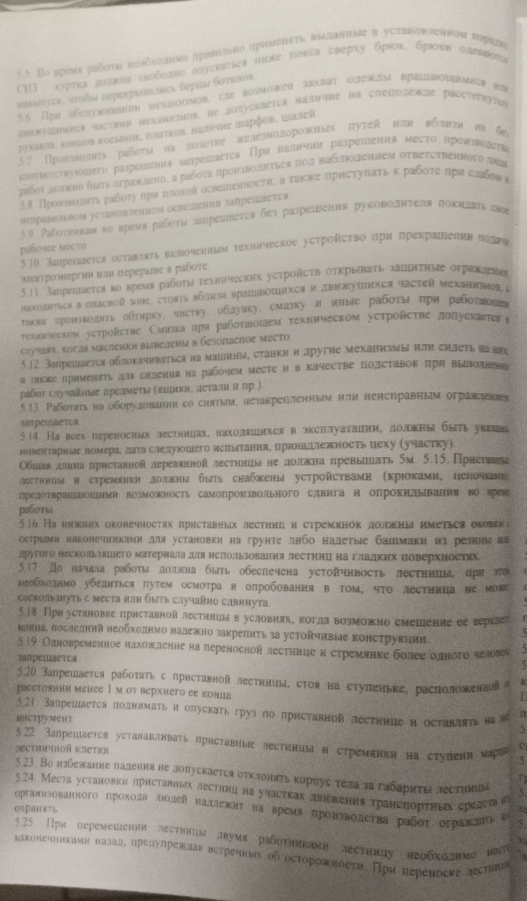 5.5. Во время работы необходимо правильно применять выданные в установленном порядке
СИЗ - куртка должна свободно опускаться ниже пояса сверху брюк, брюки одеваются
навыпуск, чтобы перекрывались берцы ботинок.
5.6 При обслуживании механизмов, где возможен захват одежды вращающимися или
движущимися частями механизмов, не допускается наличие на спецодежде расстегнутых
рукавов, концов косынок, платков, наличие шарфов, шалей.
5.7 Производить работы на полотне железнодорожных путей или вблизи их без
соответствующего разрешения запрещается. При наличии разрешения место производства
работ должно быть ограждено, а работа производиться под наблюдением ответственного лица
5.8 Производить работу при плохой освещенности, а также приступать к работе при слабом и
неправильном установленном освещении запрещается
5.9. Работникам во время работы запрещается без разрешения руководителя покидать свое
рабочее место.
5.10. Запрещается оставлять включенным техническое устройство при прекращении подачи
электроэнергии или перерыве в работе
5.11. Запрещается во время работы технических устройств открывать защитные ограждения,
находиться в опасной зоне, стоять вблизи вращающихся и движущихся частей механизмов, а
также производить обтирку, чистку, обдувку, смазку и иные работы при работающем
техническом устройстве. Смазка при работающем техническом устройстве допускается в
случаях, когда масленки выведены в безопасное место.
5.12. Запрещается облокачиваться на машины, станки и другие механизмы или сидеть на них,
а также применять для сидения на рабочем месте и в качестве подставок при выполнении
работ случайные предметы (ящики, детали и пр.).
5.13. Работать на оборудовании со снятым, незакрепленным или неисправным ограждением
запрещается.
5.14. На всех переносных лестницах, находящихся в эксплуатации, должны быть указаны
инвентарные номера, дата следующего испытания, принадлежность цеху (участку).
Общая длина приставной деревянной лестницы не должна превышать 5м. 5.15. Приставные
лестницы и стремянки должны быть снабжены устройствами (крюками, цепочками)
предотвращающими возможность самопроизвольного сдвига и опрокидывания во время
работы.
5.16. На нижних оконечностях приставных лестниц и стремянок должны иметься оковки с
острыми наконечниками для установки на грунте либо надетые башмаки из резины или
другого нескользящего материала для использования лестниц на гладких поверхностях.
5.17. До начала работы должна быть обеспечена устойчивость лестницы, при этом
необходимо убедиться путем осмотра и опробования в том, что лестница не может
соскользнуть с места или быть случайно сдвинута.
5.18. При установке приставной лестницы в условиях, когда возможно смещение ее верхнего
конца, последний необходимо надежно закрепить за устойчивые конструкции.
5.19. Одновременное нахождение на переносной лестнице и стремянке более одного человека
запрещается.
5.20. Запрещается работать с приставной лестницы, стоя на ступеньке, расположенной на
расстоянии менее 1 м от верхнего ее конца.
5.21. Запрещается поднимать и опускать груз по приставной лестнице и оставлять на ней
инструмент.
5.22. Запрещается устанавливать приставные лестницы и стремянки на ступени маршей
лестничной клетки.
5.23. Во избежание падения не допускается отклонять корпус тела за габариты лестницы.
5.24. Места установки приставных лестниц на участках движения транспортных средств или
организованного прохода людей надлежит на время производства работ ограждать или
охранять.
5.25. При перемещении лестницы двумя работниками лестницу необходимо нести
наконечниками назад, предупреждая встречных об осторожности. При переноске лестницы